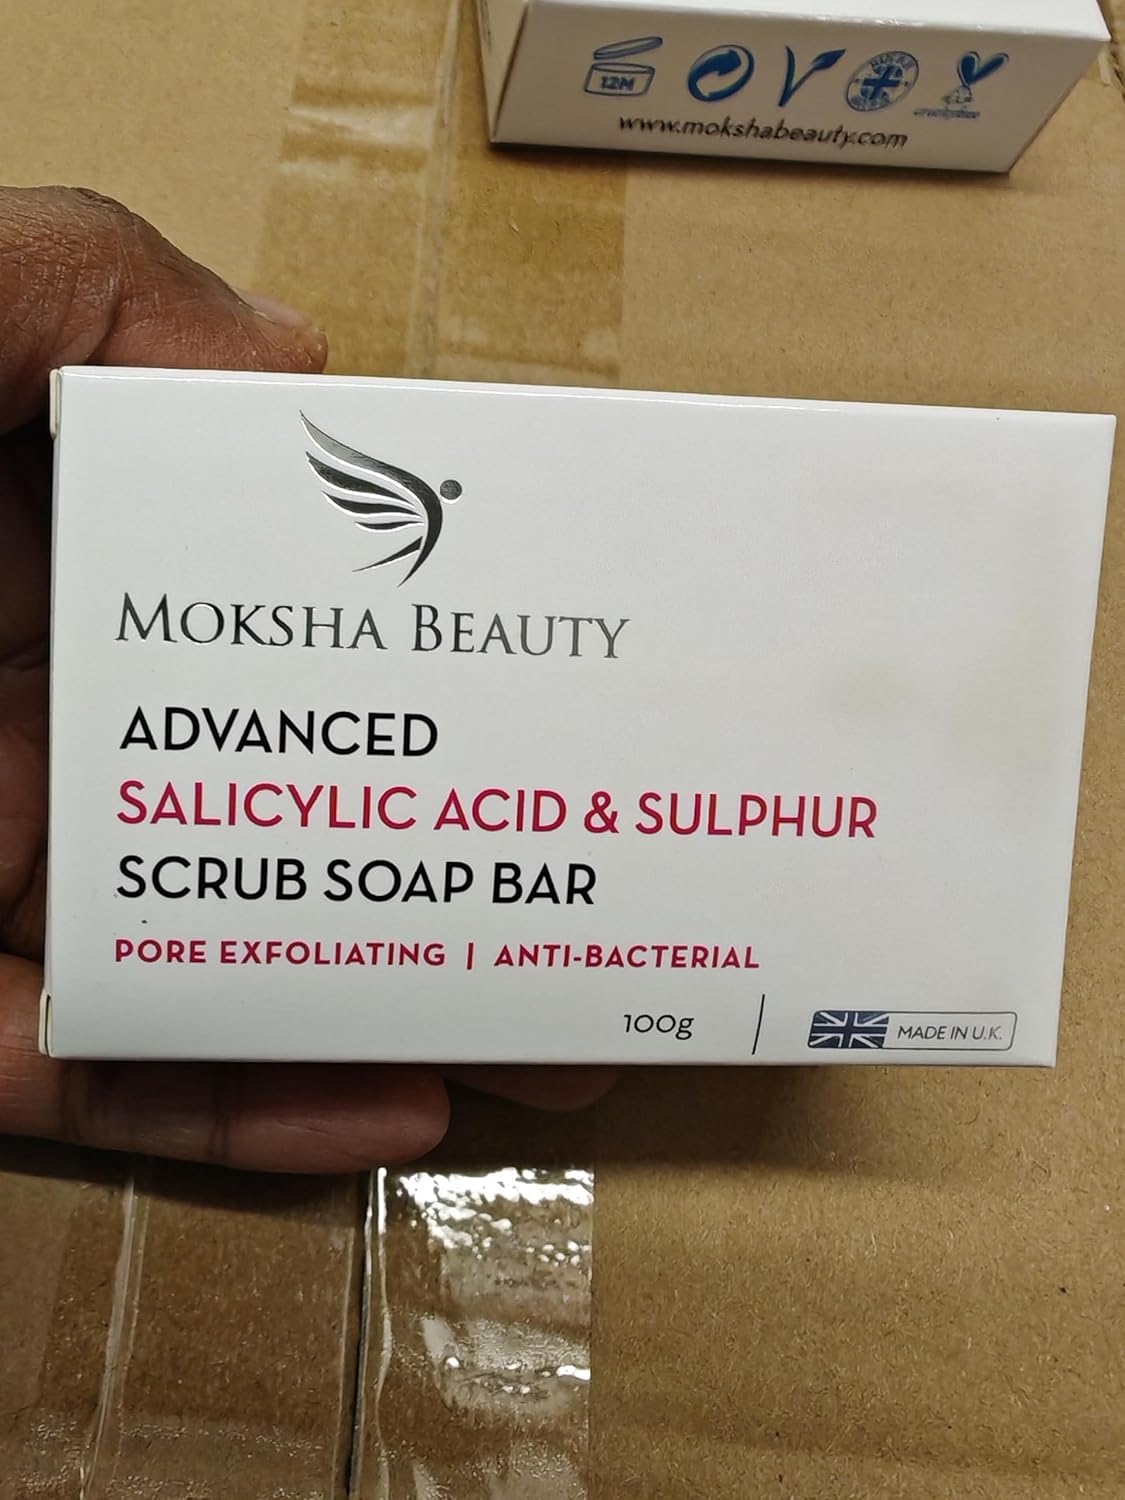 12M
www.mokshabeauty.com
MOKSHA BEAUTY
ADVANCED
SALICYLIC ACID & SULPHUR
SCRUB SOAP BAR
PORE EXFOLIATING | ANTI-BACTERIAL
100g
MADE IN U.K.